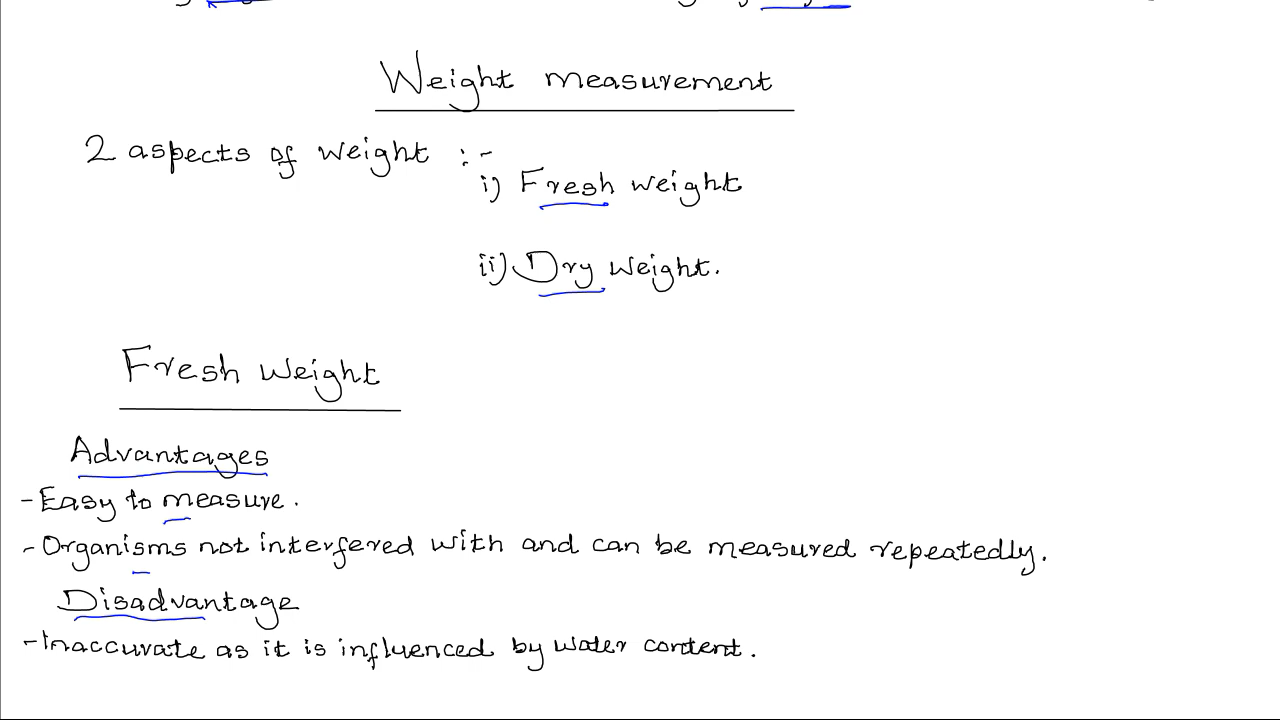 Weight measurement
2 aspects of weight :-
i) Fresh weight
ii) Dry weight.
Fresh weight
Advantages
-Easy to measure.
-Organisms not interfered with and can be measured repeatedly.
Disadvantage
-Inaccurate as it is influenced by water content.